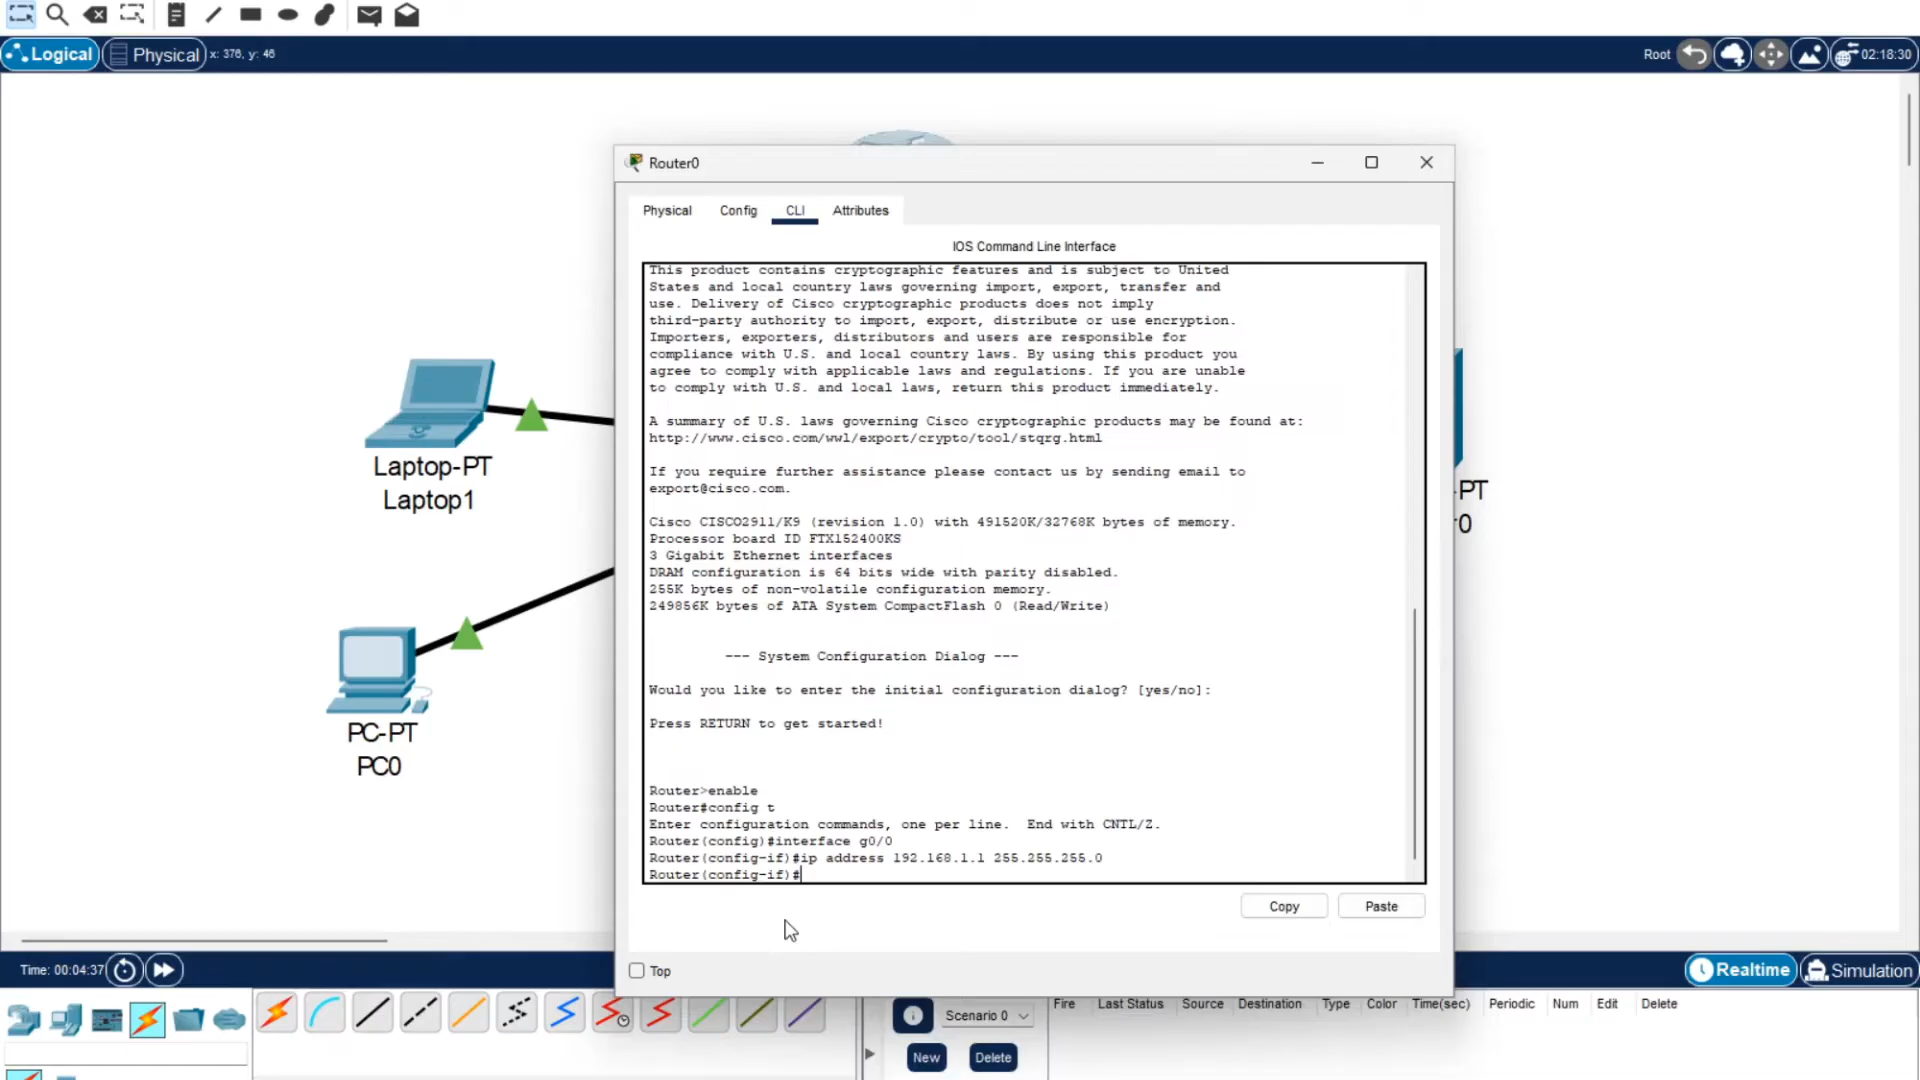 Logical
Physical
x: 376, y: 46
Root
02:18:30
Router0
Physical
Config
CLI
Attributes
IOS Command Line Interface
This product contains cryptographic features and is subject to United
States and local country laws governing import, export, transfer and
use. Delivery of Cisco cryptographic products does not imply
third-party authority to import, export, distribute or use encryption.
Importers, exporters, distributors and users are responsible for
compliance with U.S. and local country laws. By using this product you
agree to comply with applicable laws and regulations. If you are unable
to comply with U.S. and local laws, return this product immediately.
A summary of U.S. laws governing Cisco cryptographic products may be found at:
http://www.cisco.com/wwl/export/crypto/tool/stqrg.html
If you require further assistance please contact us by sending email to
export@cisco.com.
Cisco CISCO2911/K9 (revision 1.0) with 491520K/32768K bytes of memory.
Processor board ID FTX152400KS
3 Gigabit Ethernet interfaces
DRAM configuration is 64 bits wide with parity disabled.
255K bytes of non-volatile configuration memory.
249856K bytes of ATA System CompactFlash 0 (Read/Write)
--- System Configuration Dialog ---
Would you like to enter the initial configuration dialog? [yes/no]:
Press RETURN to get started!
Router>enable
Router#config t
Enter configuration commands, one per line.  End with CNTL/Z.
Router(config)#interface g0/0
Router(config-if)#ip address 192.168.1.1 255.255.255.0
Router(config-if)#
Copy
Paste
Top
Laptop-PT
Laptop1
PC-PT
PC0
-PT
r0
Time: 00:04:37
Realtime
Simulation
Scenario 0
New
Delete
Fire
Last Status
Source
Destination
Type
Color
Time(sec)
Periodic
Num
Edit
Delete